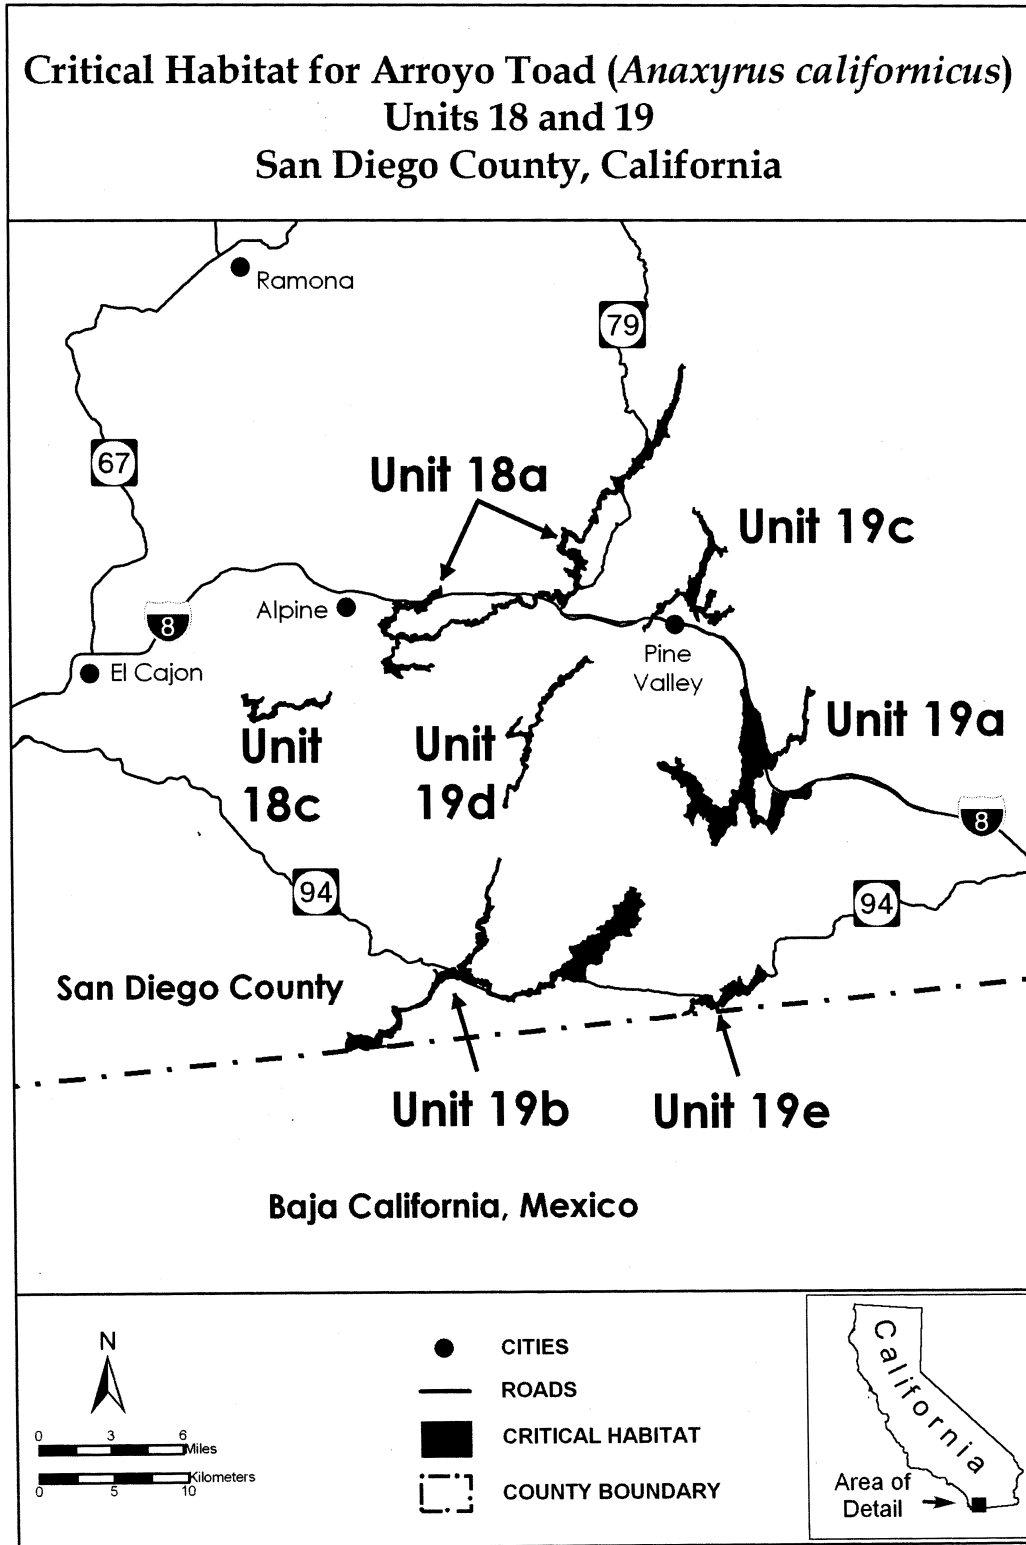 Critical Habitat for Arroyo Toad (Anaxyrus californicus)
Units 18 and 19
San Diego County, California
Ramona
79
67
Unit 18a
Unit 19c
Alpine
8
El Cajon
Pine
Valley
Unit
18c
Unit
19d
Unit 19a
8
94
94
San Diego County
Unit 19b
Unit 19e
Baja California, Mexico
N
0 3 6
Miles
Kilometers
0 5 10
CITIES
ROADS
CRITICAL HABITAT
COUNTY BOUNDARY
California
Area of
Detail